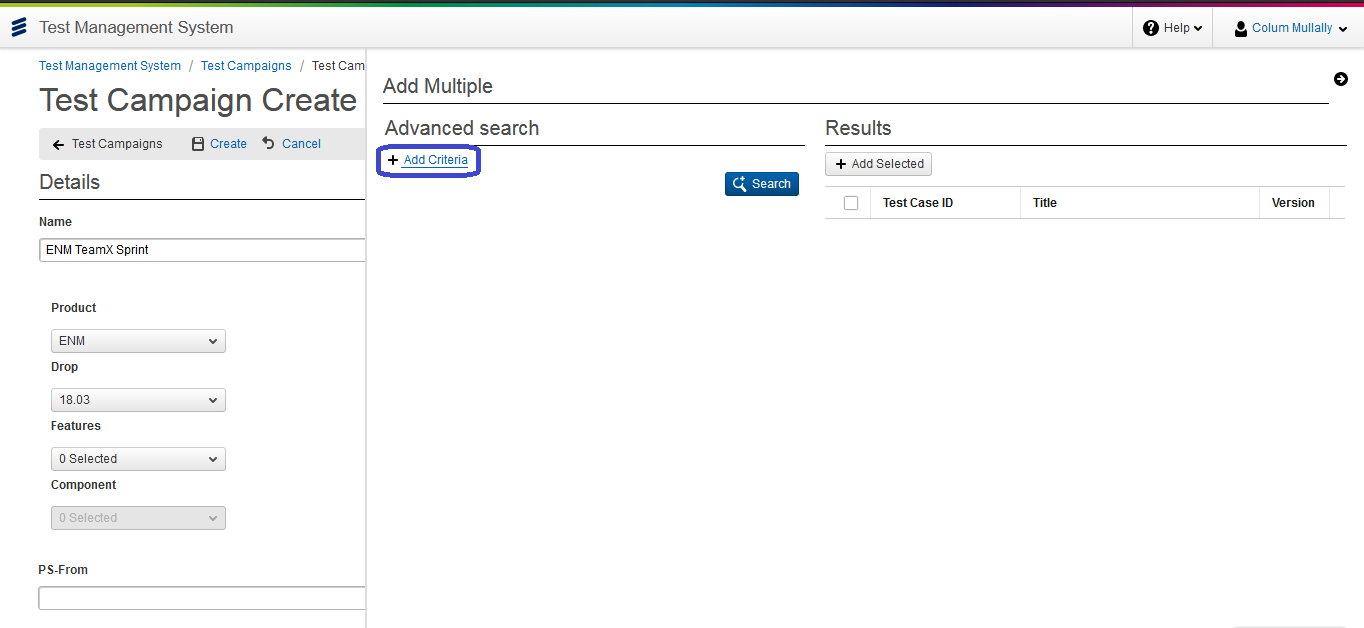 Test Management System
Help
Colum Mullally
Test Management System / Test Campaigns / Test Cam
Test Campaign Create
Test Campaigns
Create
Cancel
Details
Name
ENM TeamX Sprint
Product
ENM
Drop
18.03
Features
0 Selected
Component
0 Selected
PS-From
Add Multiple
Advanced search
Add Criteria
Search
Results
Add Selected
Test Case ID
Title
Version